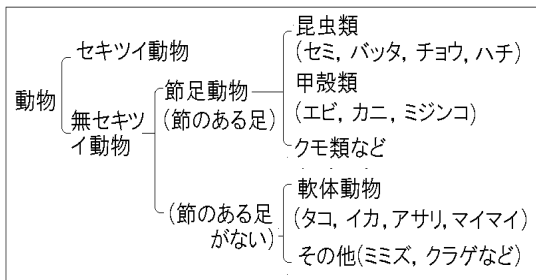 動物
セキツイ動物
無セキツ
イ動物
節足動物
(節のある足)
昆虫類
(セミ, バッタ, チョウ, ハチ)
甲殻類
(エビ, カニ, ミジンコ)
クモ類など
(節のある足
がない)
軟体動物
(タコ, イカ, アサリ, マイマイ)
その他(ミミズ, クラゲなど)